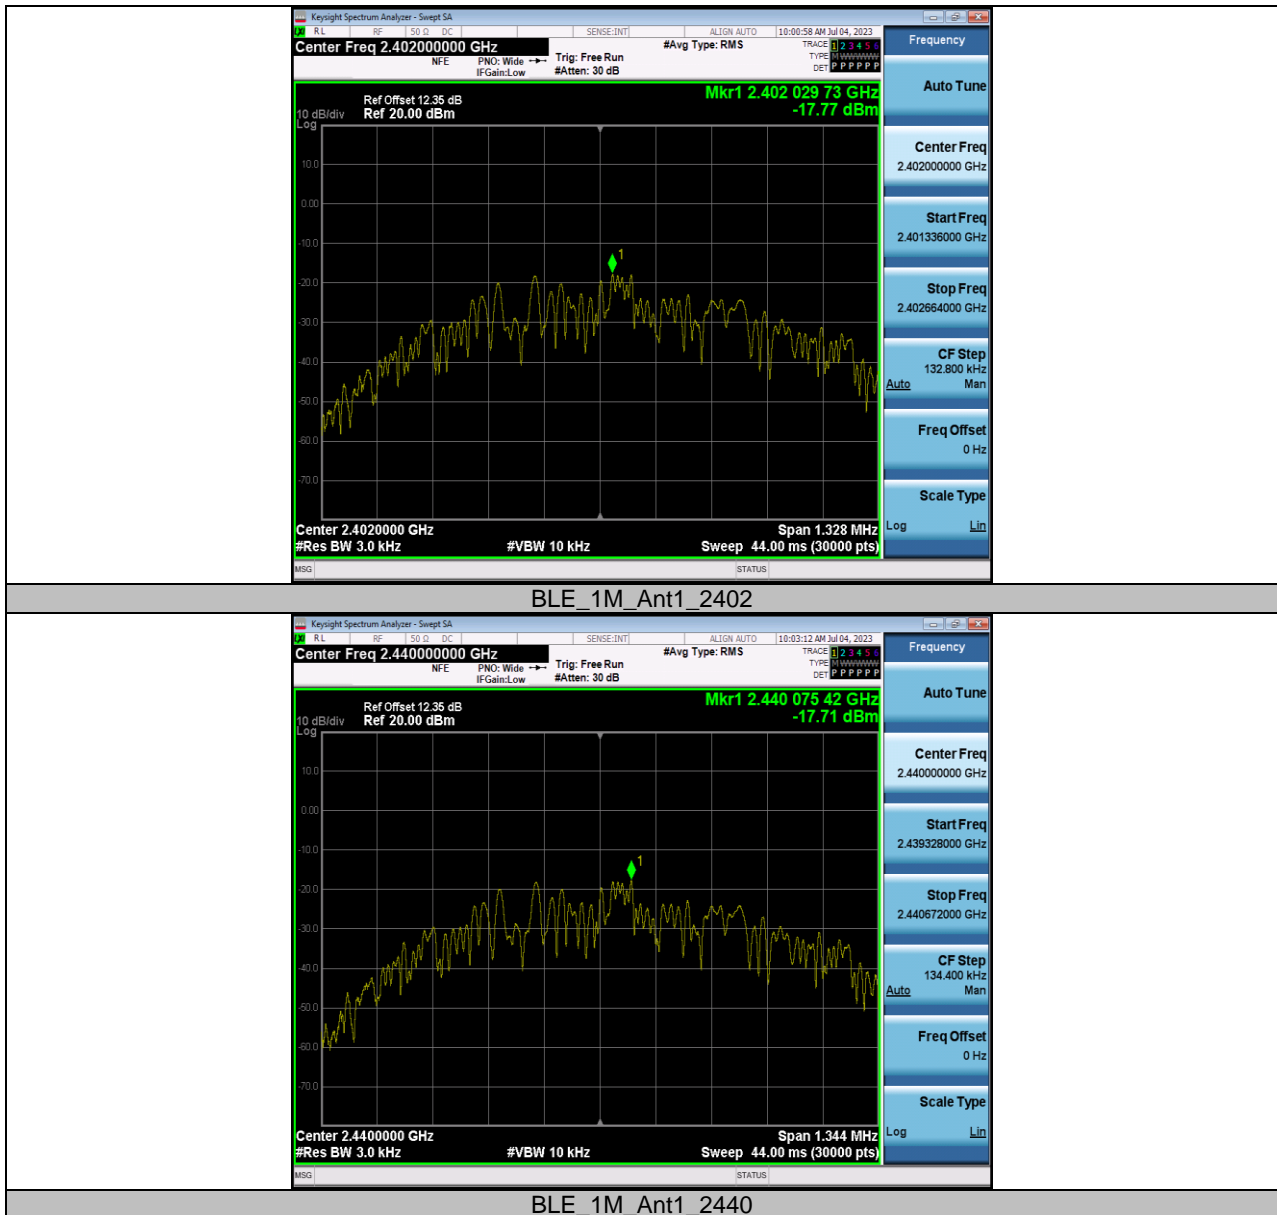 Keysight Spectrum Analyzer - Swept SA
LXI RL RF 50 Ω DC SENSE:INT ALIGN AUTO 10:00:58 AM Jul 04, 2023
Center Freq 2.402000000 GHz #Avg Type: RMS TRACE 1 2 3 4 5 6
NFE PNO: Wide Trig: Free Run TYPE M WWWWW
IFGain:Low #Atten: 30 dB DET P P P P P P
Frequency
Mkr1 2.402 029 73 GHz
-17.77 dBm
Ref Offset 12.35 dB
10 dB/div Ref 20.00 dBm
Log
10.0
0.00
-10.0
1
-20.0
-30.0
-40.0
-50.0
-60.0
-70.0
Center 2.4020000 GHz Span 1.328 MHz
#Res BW 3.0 kHz #VBW 10 kHz Sweep 44.00 ms (30000 pts)
MSG STATUS
Auto Tune
Center Freq
2.402000000 GHz
Start Freq
2.401336000 GHz
Stop Freq
2.402664000 GHz
CF Step
132.800 kHz
Auto Man
Freq Offset
0 Hz
Scale Type
Log Lin
BLE_1M_Ant1_2402
Keysight Spectrum Analyzer - Swept SA
LXI RL RF 50 Ω DC SENSE:INT ALIGN AUTO 10:03:12 AM Jul 04, 2023
Center Freq 2.440000000 GHz #Avg Type: RMS TRACE 1 2 3 4 5 6
NFE PNO: Wide Trig: Free Run TYPE M WWWWW
IFGain:Low #Atten: 30 dB DET P P P P P P
Frequency
Mkr1 2.440 075 42 GHz
-17.71 dBm
Ref Offset 12.35 dB
10 dB/div Ref 20.00 dBm
Log
10.0
0.00
-10.0
1
-20.0
-30.0
-40.0
-50.0
-60.0
-70.0
Center 2.4400000 GHz Span 1.344 MHz
#Res BW 3.0 kHz #VBW 10 kHz Sweep 44.00 ms (30000 pts)
MSG STATUS
Auto Tune
Center Freq
2.440000000 GHz
Start Freq
2.439328000 GHz
Stop Freq
2.440672000 GHz
CF Step
134.400 kHz
Auto Man
Freq Offset
0 Hz
Scale Type
Log Lin
BLE_1M_Ant1_2440